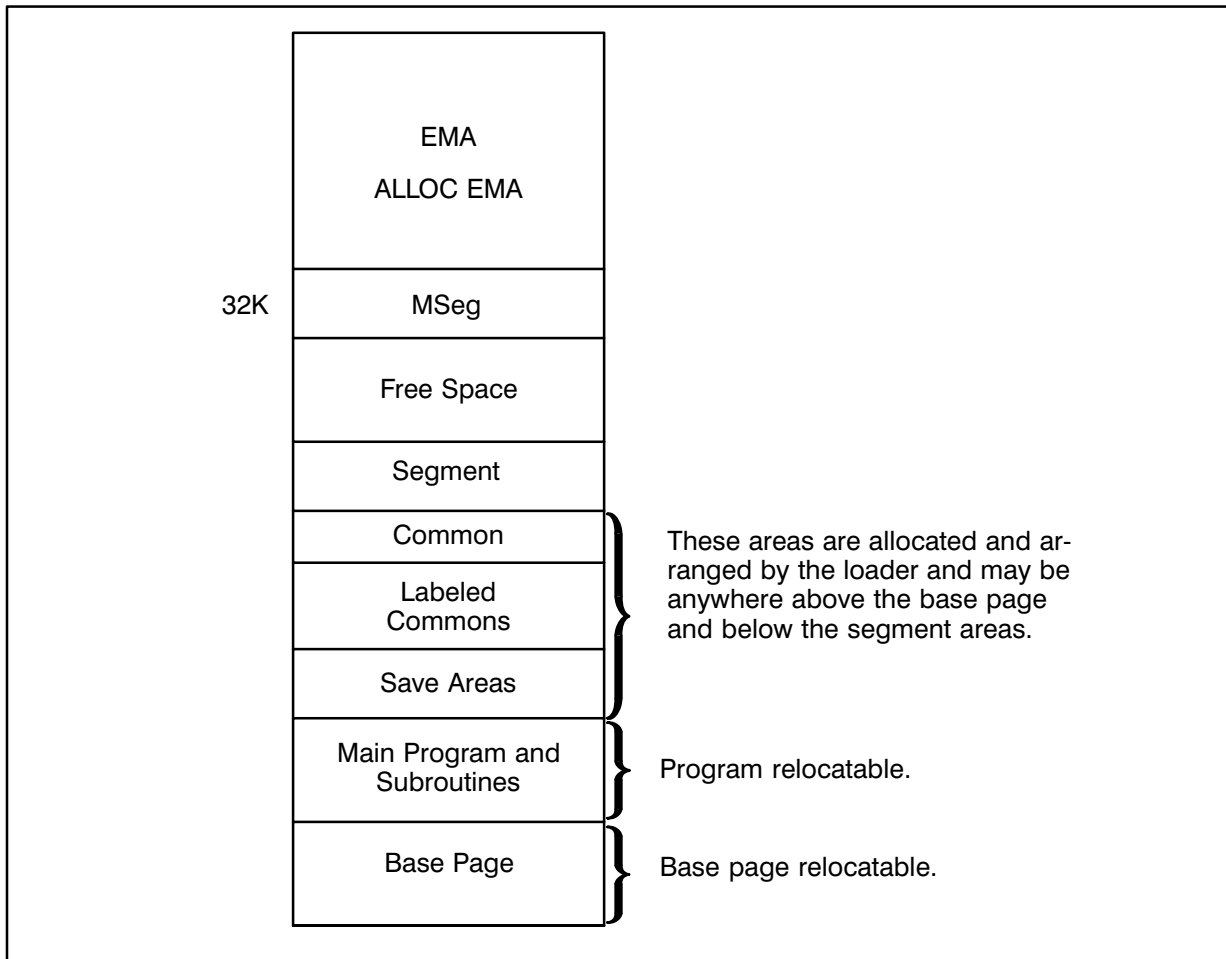 EMA
ALLOC EMA
32K
MSeg
Free Space
Segment
Common
Labeled
Commons
Save Areas
These areas are allocated and ar-
ranged by the loader and may be
anywhere above the base page
and below the segment areas.
Main Program and
Subroutines
Program relocatable.
Base Page
Base page relocatable.